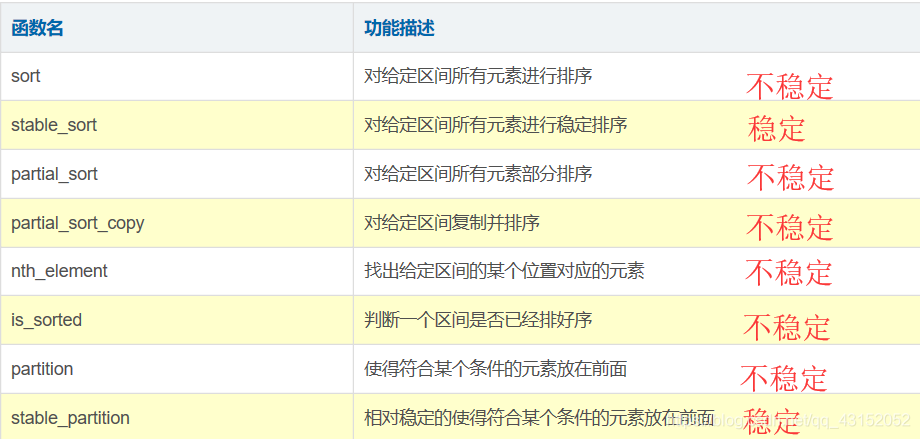 函数名 功能描述
sort 对给定区间所有元素进行排序 不稳定
stable_sort 对给定区间所有元素进行稳定排序 稳定
partial_sort 对给定区间所有元素部分排序 不稳定
partial_sort_copy 对给定区间复制并排序 不稳定
nth_element 找出给定区间的某个位置对应的元素 不稳定
is_sorted 判断一个区间是否已经排好序 不稳定
partition 使得符合某个条件的元素放在前面 不稳定
stable_partition 相对稳定的使得符合某个条件的元素放在前面 稳定
qq_43152052